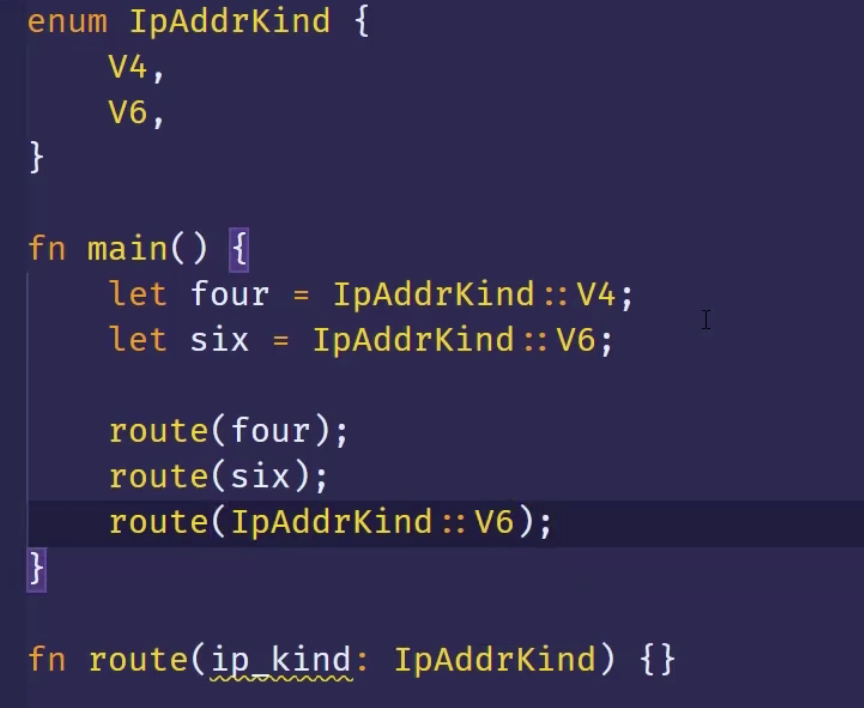 enum IpAddrKind {
    V4,
    V6,
}
fn main() {
    let four = IpAddrKind::V4;
    let six = IpAddrKind::V6;
    route(four);
    route(six);
    route(IpAddrKind::V6);
}
fn route(ip_kind: IpAddrKind) {}